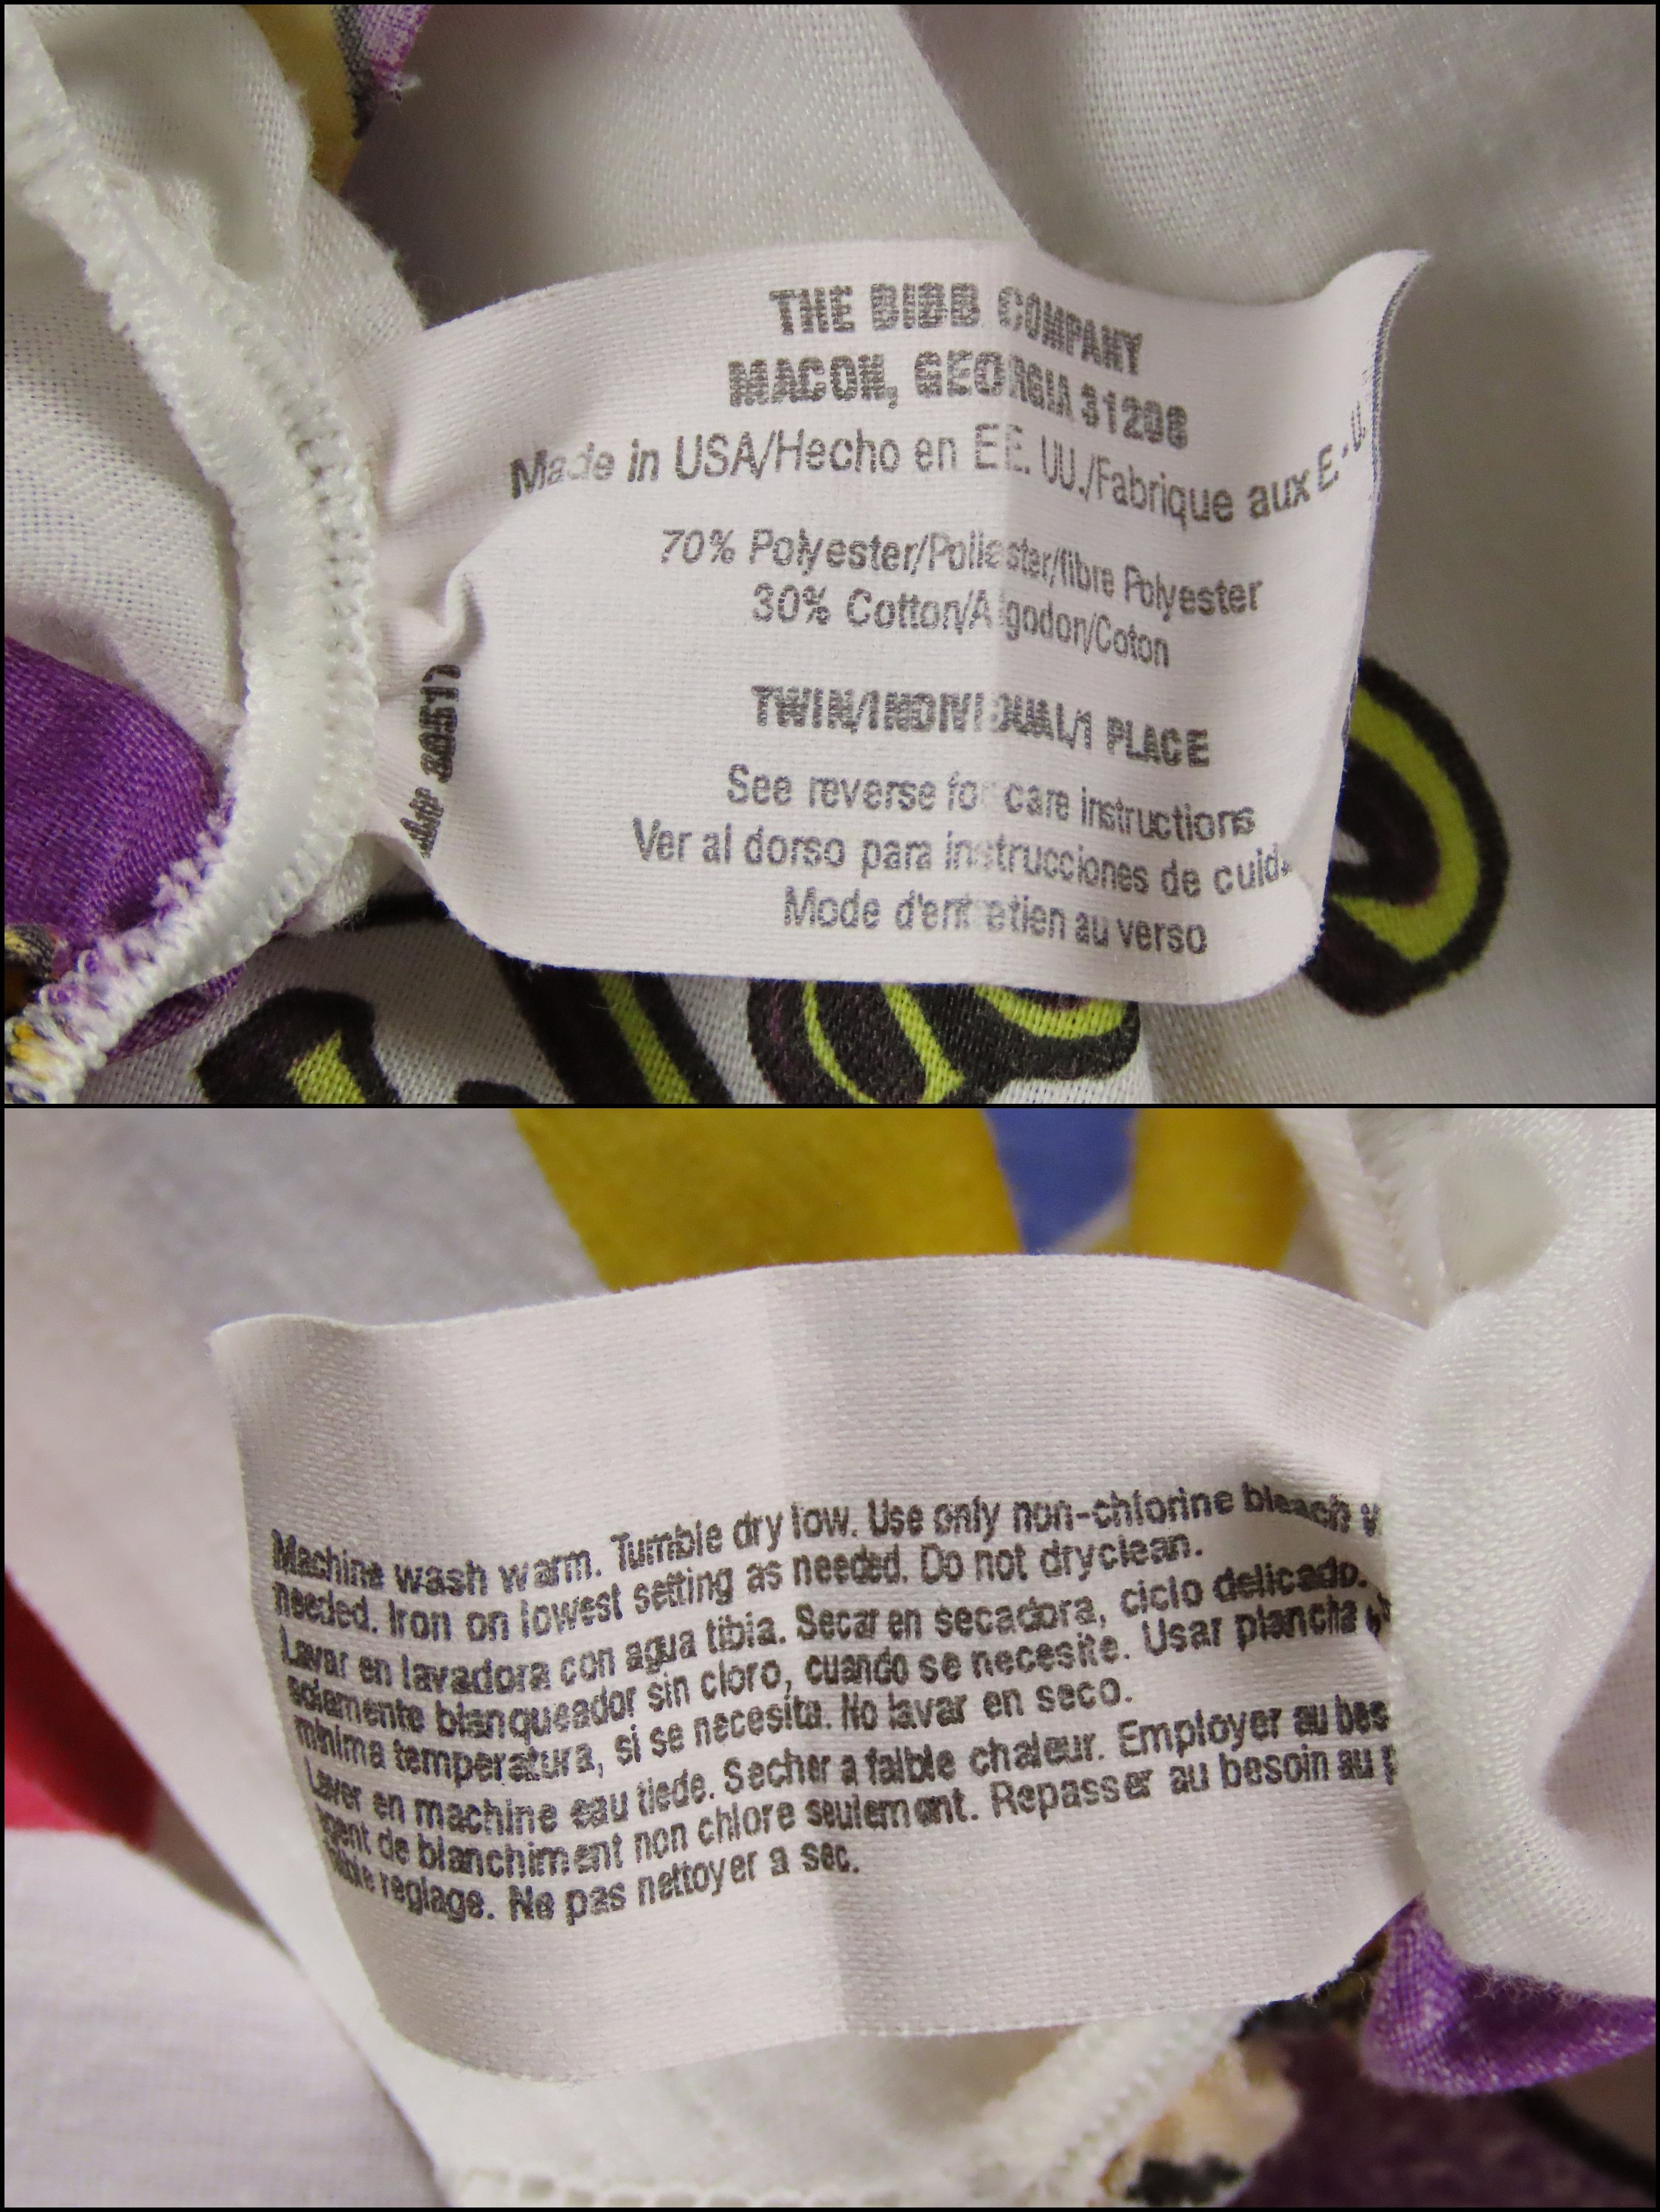 THE BIBB COMPANY
MACON, GEORGIA 31208
Made in USA/Hecho en EE. UU./Fabrique aux E.-U.
70% Polyester/Poliester/fibre Polyester
30% Cotton/Algodon/Coton
TWIN/INDIVIDUAL/1 PLACE
See reverse for care instructions
Ver al dorso para instrucciones de
Mode d'entretien au verso
30517
Machine wash warm. Tumble dry low. Use only non-chlorine bleach
needed. Iron on lowest setting as needed. Do not dryclean.
Lavar en lavadora con agua tibia. Secar en secadora, ciclo delicado.
solamente blanqueador sin cloro, cuando se necesite. Usar plancha
minima temperatura, si se necesita. No lavar en seco.
Laver en machine eau tiede. Secher a faible chaleur. Employer au bes
agent de blanchiment non chlore seulement. Repasser au besoin au
faible reglage. Ne pas nettoyer a sec.